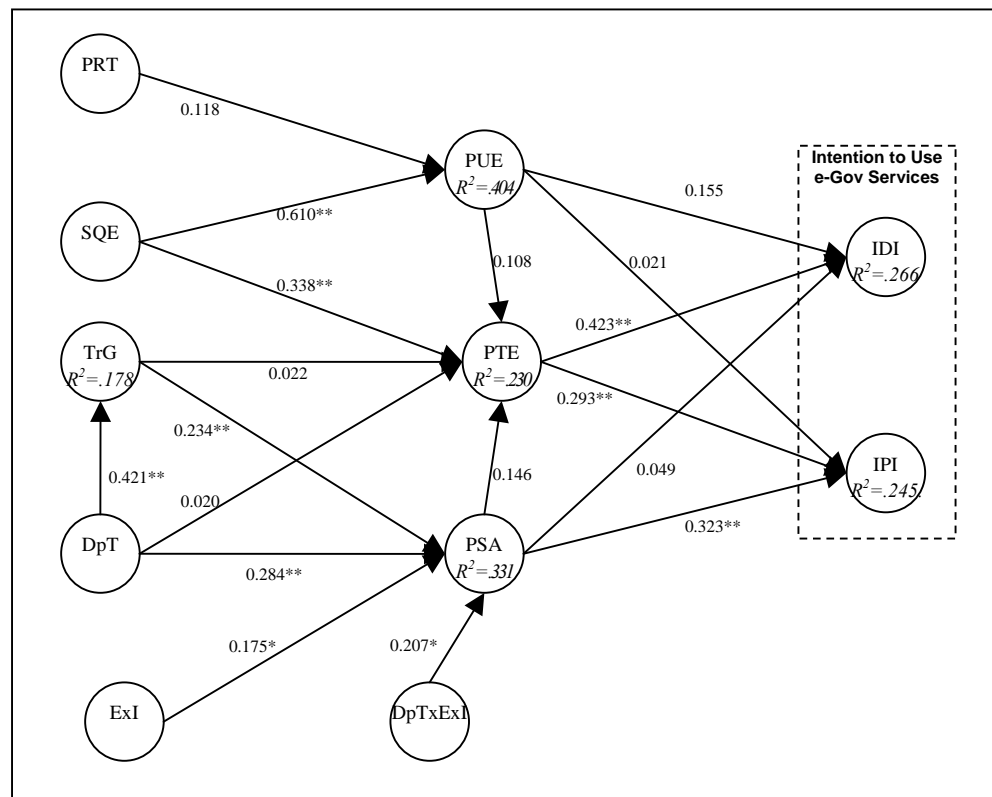 PRT
0.118
PUE
R²=.404
Intention to Use
e-Gov Services
0.155
SQE
0.610**
0.108
0.021
IDI
R²=.266
0.338**
0.423**
TrG
R²=.178
0.022
PTE
R²=.230
0.293**
0.234**
0.421**
0.146
0.049
IPI
R²=.245.
0.020
DpT
0.284**
PSA
R²=.331
0.323**
0.175*
0.207*
ExI
DpTxExI